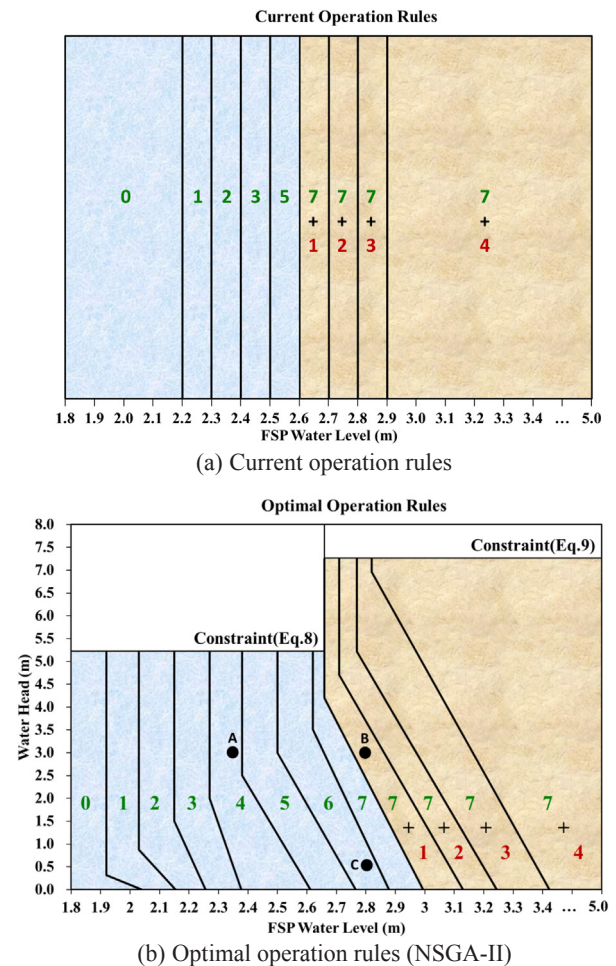 Current Operation Rules
0 1 2 3 5 7 7 7 7
+ + + +
1 2 3 4
1.8 1.9 2.0 2.1 2.2 2.3 2.4 2.5 2.6 2.7 2.8 2.9 3.0 3.1 3.2 3.3 3.4 ... 5.0
FSP Water Level (m)
(a) Current operation rules
Optimal Operation Rules
8.0
7.5
7.0
6.5
6.0
5.5
5.0
4.5
4.0
3.5
3.0
2.5
2.0
1.5
1.0
0.5
0.0
Water Head (m)
Constraint(Eq.9)
Constraint(Eq.8)
A B
0 1 2 3 4 5 6 7 7 7 7 7
+ + + +
1 2 3 4
C
1.8 1.9 2 2.1 2.2 2.3 2.4 2.5 2.6 2.7 2.8 2.9 3 3.1 3.2 3.3 3.4 ... 5.0
FSP Water Level (m)
(b) Optimal operation rules (NSGA-II)